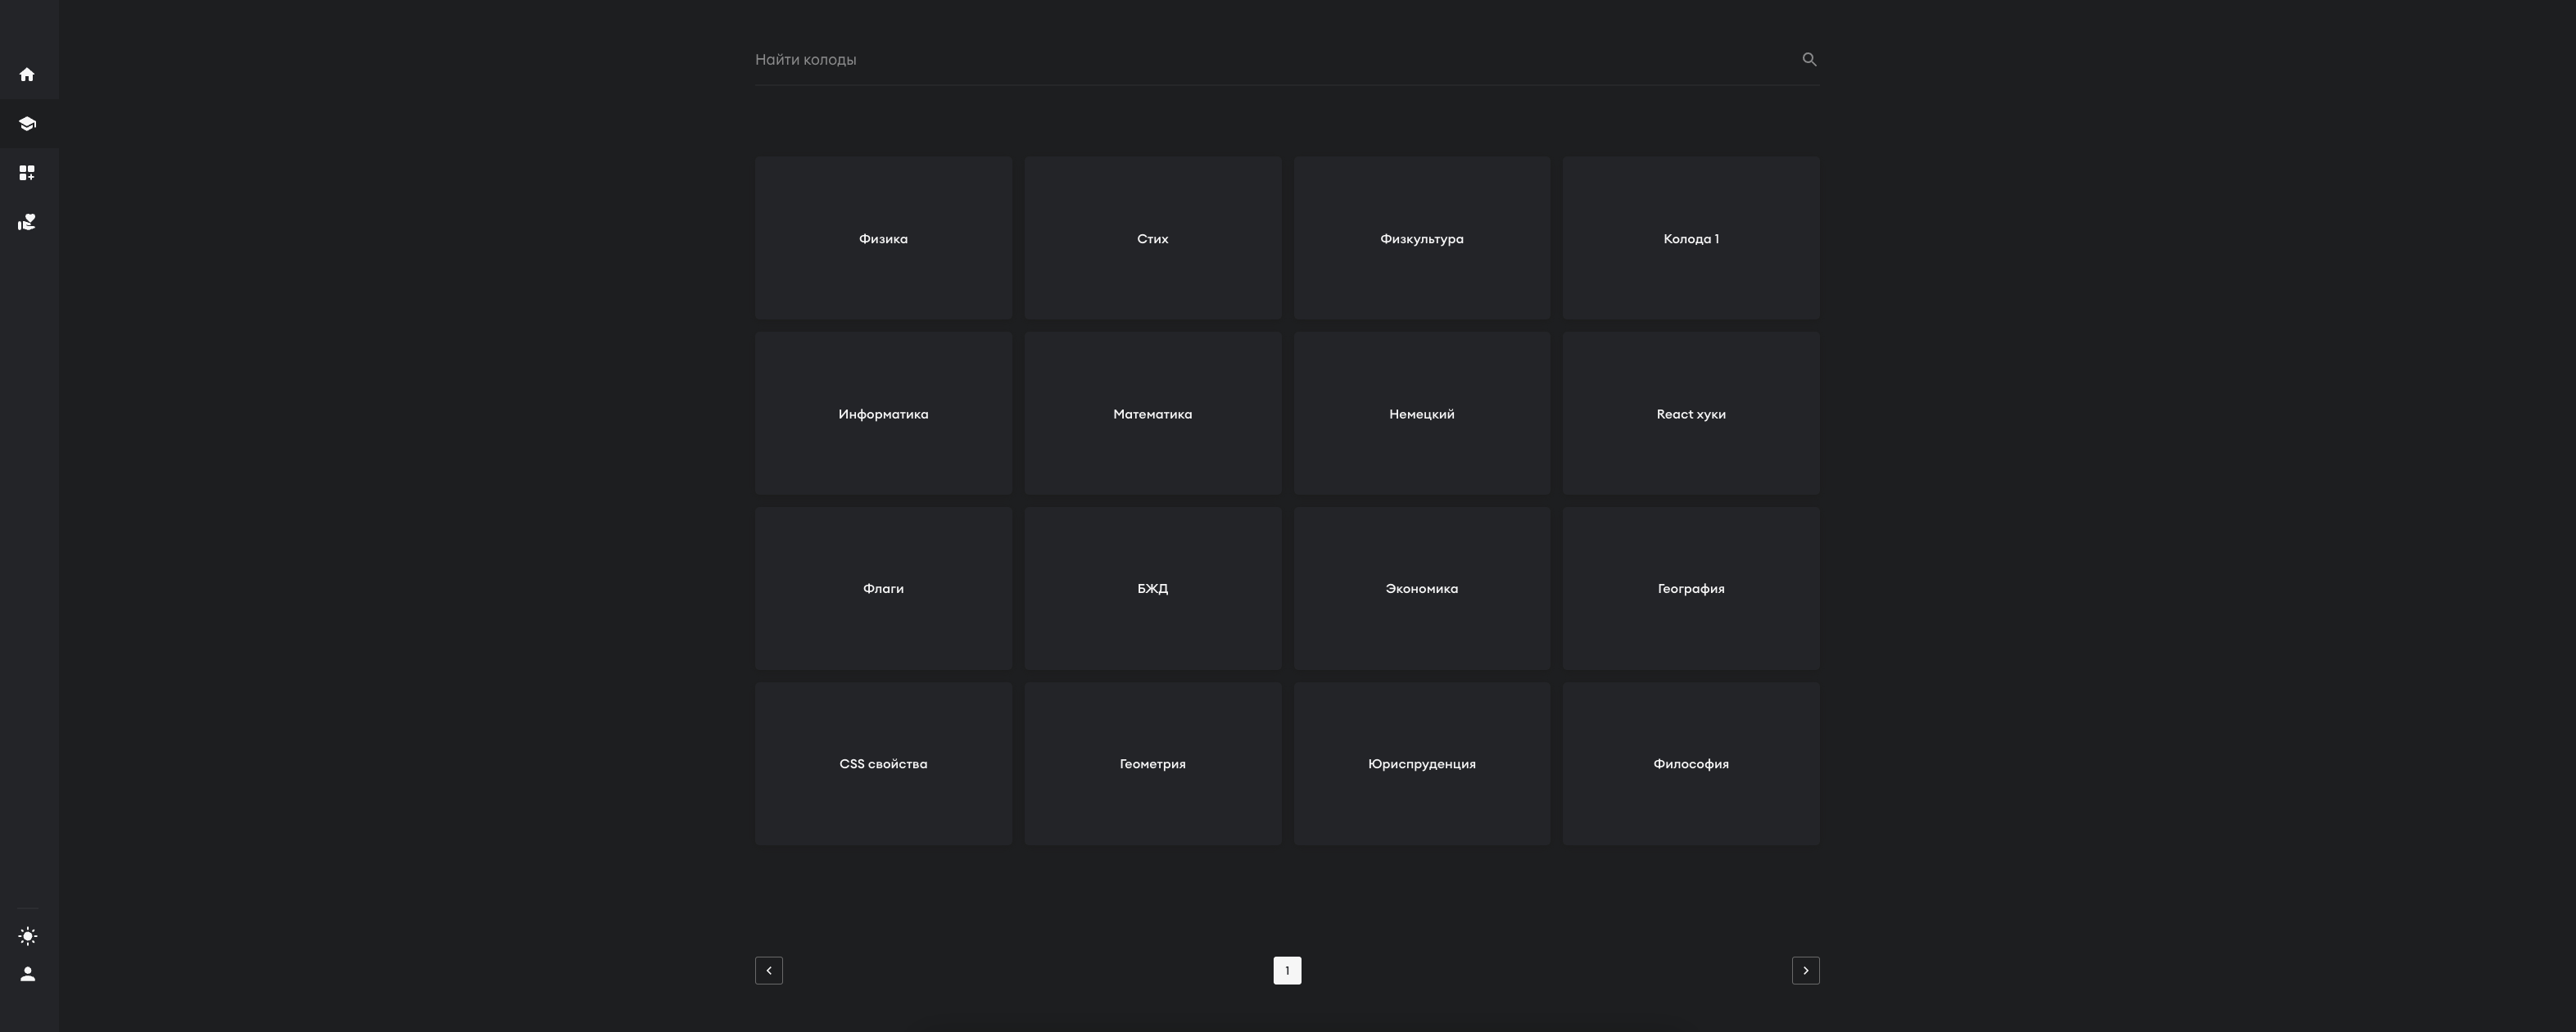 Найти колоды
Физика
Стих
Физкультура
Колода 1
Информатика
Математика
Немецкий
React хуки
Флаги
БЖД
Экономика
География
CSS свойства
Геометрия
Юриспруденция
Философия
1